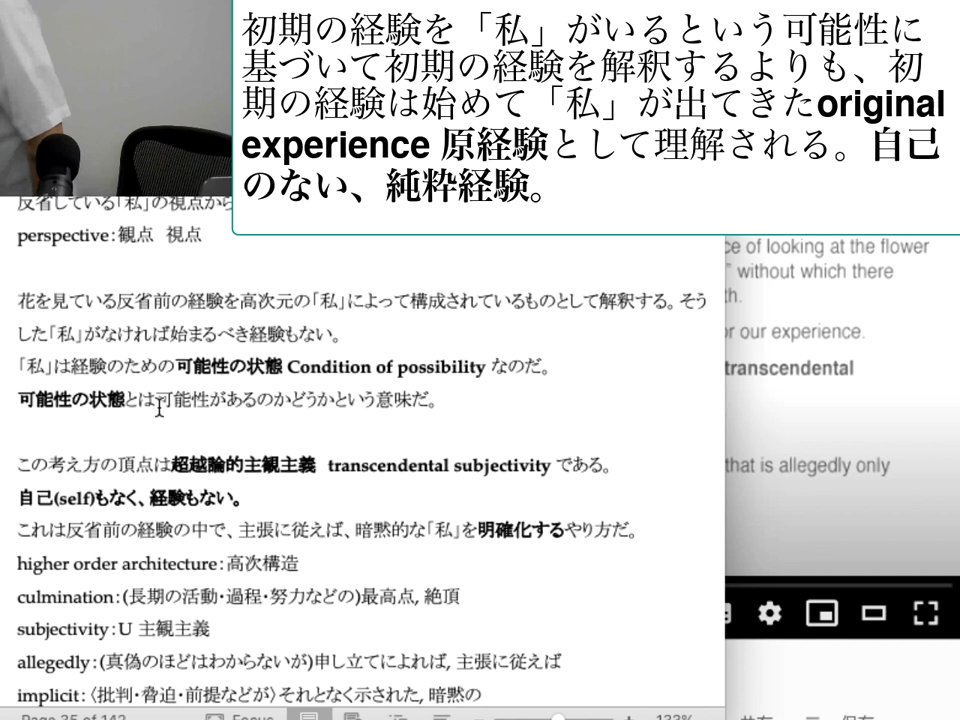 初期の経験を「私」がいるという可能性に
基づいて初期の経験を解釈するよりも、初
期の経験は始めて「私」が出てきたoriginal
experience 原経験として理解される。自己
のない、純粋経験。
反省している「私」の視点から
perspective：観点 視点
花を見ている反省前の経験を高次元の「私」によって構成されているものとして解釈する。そう
した「私」がなければ始まるべき経験もない。
「私」は経験のための可能性の状態 Condition of possibility なのだ。
可能性の状態とは可能性があるのかどうかという意味だ。
この考え方の頂点は超越論的主観主義 transcendental subjectivity である。
自己(self)もなく、経験もない。
これは反省前の経験の中で、主張に従えば、暗黙的な「私」を明確化するやり方だ。
higher order architecture：高次構造
culmination：(長期の活動・過程・努力などの)最高点, 絶頂
subjectivity：U 主観主義
allegedly：(真偽のほどはわからないが)申し立てによれば, 主張に従えば
implicit：〈批判・脅迫・前提などが〉それとなく示された, 暗黙の
ce of looking at the flower
” without which there
th.
or our experience.
transcendental
that is allegedly only
Page 35 of 142 Focus 133%